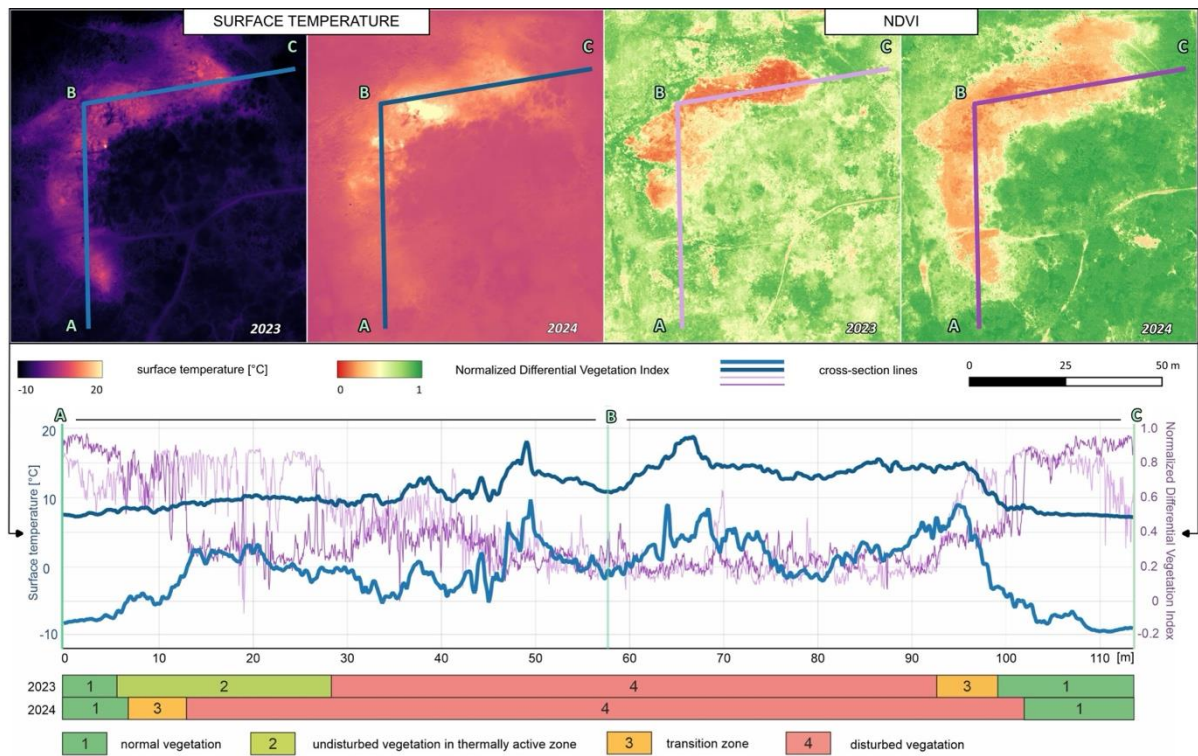 SURFACE TEMPERATURE
NDVI
C
B
A
2023
C
B
A
2024
C
B
A
2023
C
B
A
2024
-10
20
surface temperature [°C]
0
1
Normalized Differential Vegetation Index
cross-section lines
0
25
50 m
A
B
C
20
10
0
-10
Surface temperature [°C]
1.0
0.8
0.6
0.4
0.2
0
-0.2
Normalized Differential Vegetation Index
0 10 20 30 40 50 60 70 80 90 100 110 [m]
2023 1 2 4 3 1
2024 1 3 4 1
1 normal vegetation
2 undisturbed vegetation in thermally active zone
3 transition zone
4 disturbed vegatation